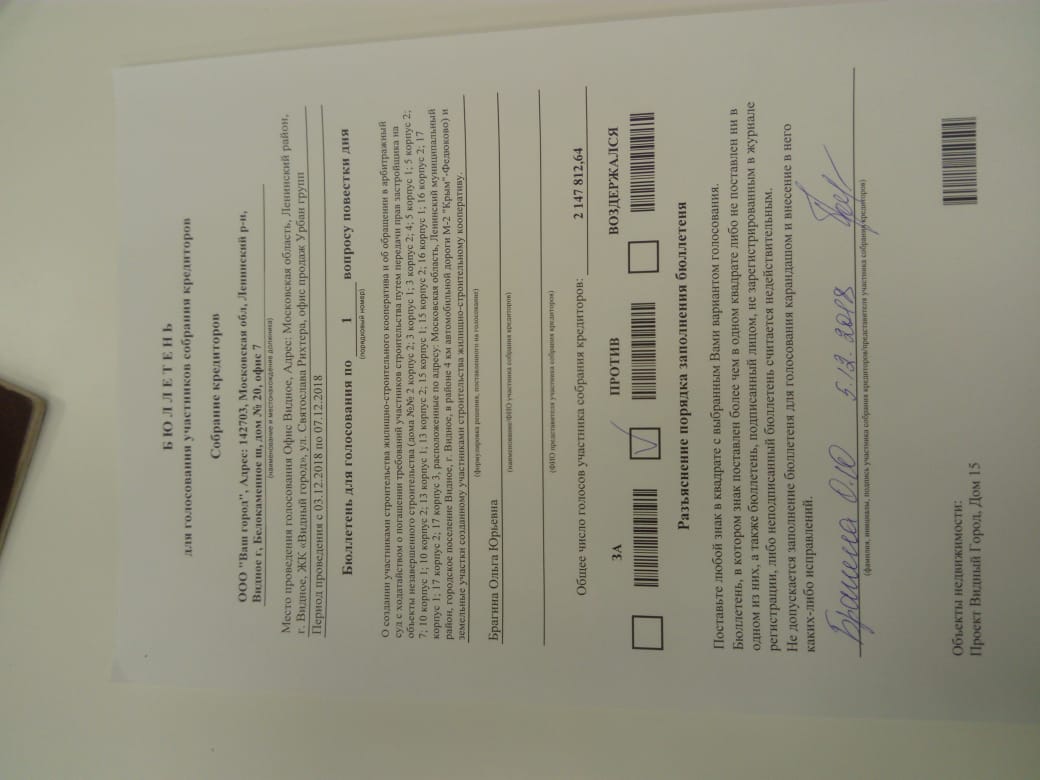 Б Ю Л Л Е Т Е Н Ь
для голосования участников собрания кредиторов
Собрание кредиторов
ООО "Ваш город", Адрес: 142703, Московская обл, Ленинский р-н,
Видное г, Белокаменное ш, дом № 20, офис 7
(наименование и местонахождение должника)
Место проведения голосования Офис Видное, Адрес: Московская область, Ленинский район,
г. Видное, ЖК «Видный город», ул. Святослава Рихтера, офис продаж Урбан групп
Период проведения с 03.12.2018 по 07.12.2018
Бюллетень для голосования по 1 вопросу повестки дня
(порядковый номер)
О создании участниками строительства жилищно-строительного кооператива и об обращении в арбитражный
суд с ходатайством о погашении требований участников строительства путем передачи прав застройщика на
объекты незавершенного строительства (дома №№ 2 корпус 2; 3 корпус 1; 3 корпус 2; 4; 5 корпус 1; 5 корпус 2;
7; 10 корпус 1; 10 корпус 2; 13 корпус 1; 13 корпус 2; 15 корпус 1; 15 корпус 2; 16 корпус 1; 16 корпус 2; 17
корпус 1; 17 корпус 2; 17 корпус 3, расположенные по адресу: Московская область, Ленинский муниципальный
район, городское поселение Видное, г. Видное, в районе 4 км автомобильной дороги М-2 "Крым"-Федюково) и
земельные участки созданному участниками строительства жилищно-строительному кооперативу.
(формулировка решения, поставленного на голосование)
Брагина Ольга Юрьевна
(наименование/ФИО участника собрания кредиторов)
(ФИО представителя участника собрания кредиторов)
Общее число голосов участника собрания кредиторов: 2 147 812,64
ЗА ПРОТИВ ВОЗДЕРЖАЛСЯ
Разъяснение порядка заполнения бюллетеня
Поставьте любой знак в квадрате с выбранным Вами вариантом голосования.
Бюллетень, в котором знак поставлен более чем в одном квадрате либо не поставлен ни в
одном из них, а также бюллетень, подписанный лицом, не зарегистрированным в журнале
регистрации, либо неподписанный бюллетень считается недействительным.
Не допускается заполнение бюллетеня для голосования карандашом и внесение в него
каких-либо исправлений.
Брагина О.Ю 5.12.2018
(фамилия, инициалы, подпись участника собрания кредиторов/представителя участника собрания кредиторов)
Объекты недвижимости:
Проект Видный Город, Дом 15